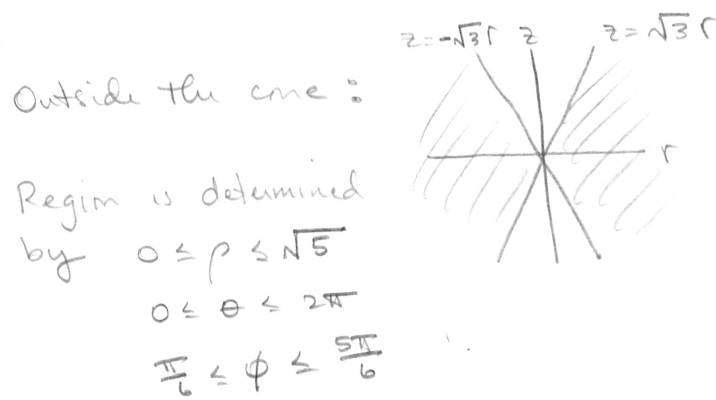 z=-√3 r z z=√3 r
Outside the cone:
r
Region is determined
by 0 ≤ ρ ≤ √5
0 ≤ θ ≤ 2π
π/6 ≤ ϕ ≤ 5π/6